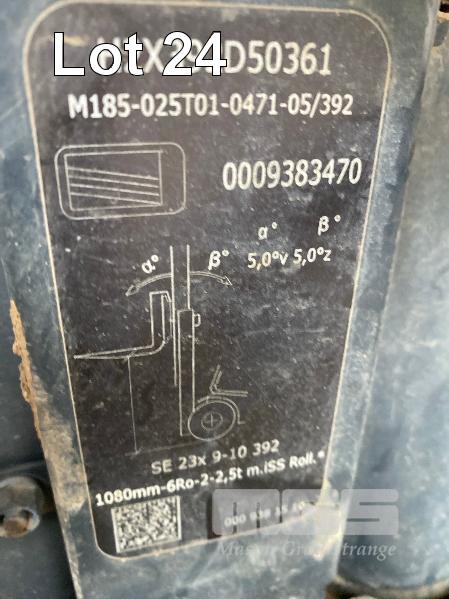 Lot 24
D50361
M185-025T01-0471-05/392
0009383470
α° β°
α° β° 5,0°v 5,0°z
SE 23x 9-10 392
1080mm-6Ro-2-2,5t m.ISS Roll.*